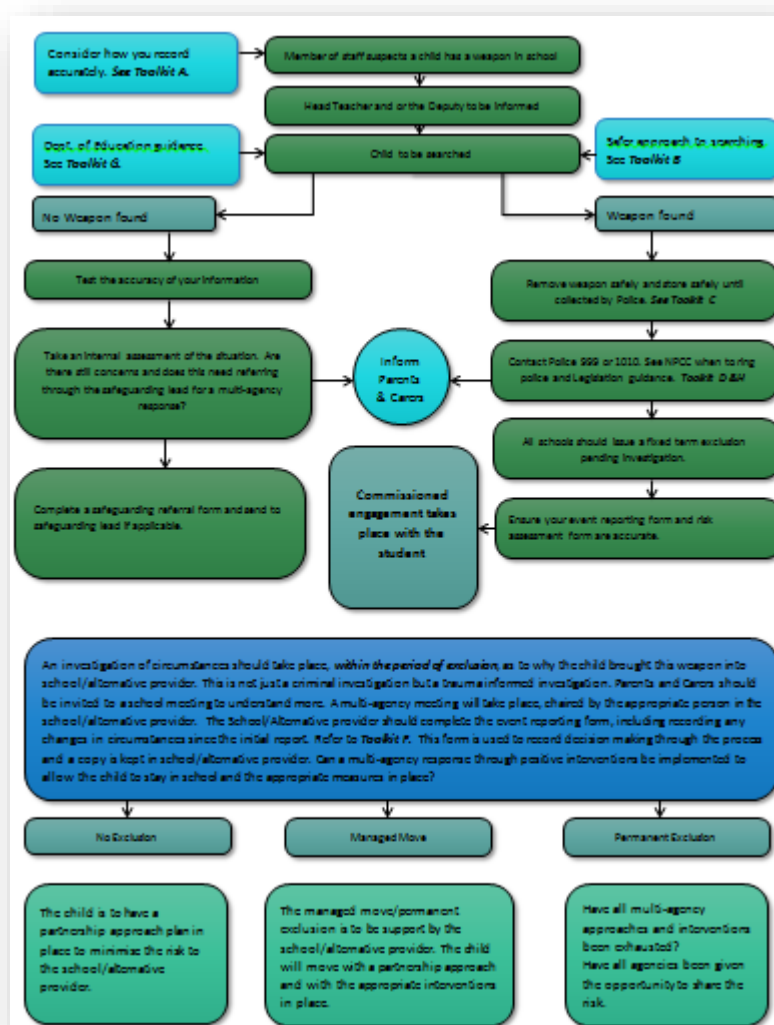 Consider how you record
accurately. See Toolkit A.
Member of staff suspects a child has a weapon in school
Head Teacher and or the Deputy to be informed
Dept. of Education guidance.
See Toolkit G.
Child to be searched
Safer approach to searching.
See Toolkit B
No Weapon found
Weapon found
Test the accuracy of your information
Remove weapon safely and store safely until
collected by Police. See Toolkit C
Take an internal assessment of the situation. Are
there still concerns and does this need referring
through the safeguarding lead for a multi-agency
response?
Inform
Parents
& Carers
Contact Police 999 or 1010. See NPCC when to ring
police and Legislation guidance. Toolkit D &H
All schools should issue a fixed term exclusion
pending investigation.
Complete a safeguarding referral form and send to
safeguarding lead if applicable.
Commissioned
engagement takes
place with the
student
Ensure your event reporting form and risk
assessment form are accurate.
An investigation of circumstances should take place, within the period of exclusion, as to why the child brought this weapon into
school/alternative provider. This is not just a criminal investigation but a trauma informed investigation. Parents and Carers should
be invited to a school meeting to understand more. A multi-agency meeting will take place, chaired by the appropriate person in the
school/alternative provider. The School/Alternative provider should complete the event reporting form, including recording any
changes in circumstances since the initial report. Refer to Toolkit F. This form is used to record decision making through the process
and a copy is kept in school/alternative provider. Can a multi-agency response through positive interventions be implemented to
allow the child to stay in school and the appropriate measures in place?
No Exclusion
Managed Move
Permanent Exclusion
The child is to have a
partnership approach plan in
place to minimise the risk to
the school/alternative
provider.
The managed move/permanent
exclusion is to be support by the
school/alternative provider. The child
will move with a partnership approach
and with the appropriate interventions
in place.
Have all multi-agency
approaches and interventions
been exhausted?
Have all agencies been given
the opportunity to share the
risk.